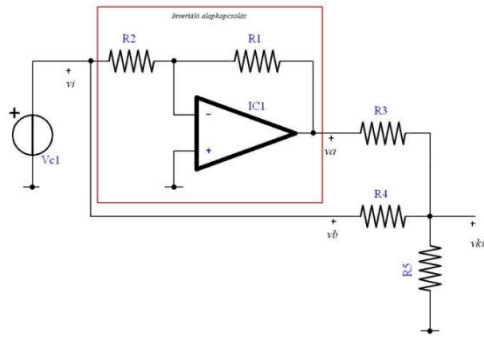 Invertáló alapkapcsolás
R2
R1
vi
IC1
-
+
+
Vc1
va
R3
R4
vb
vki
R5